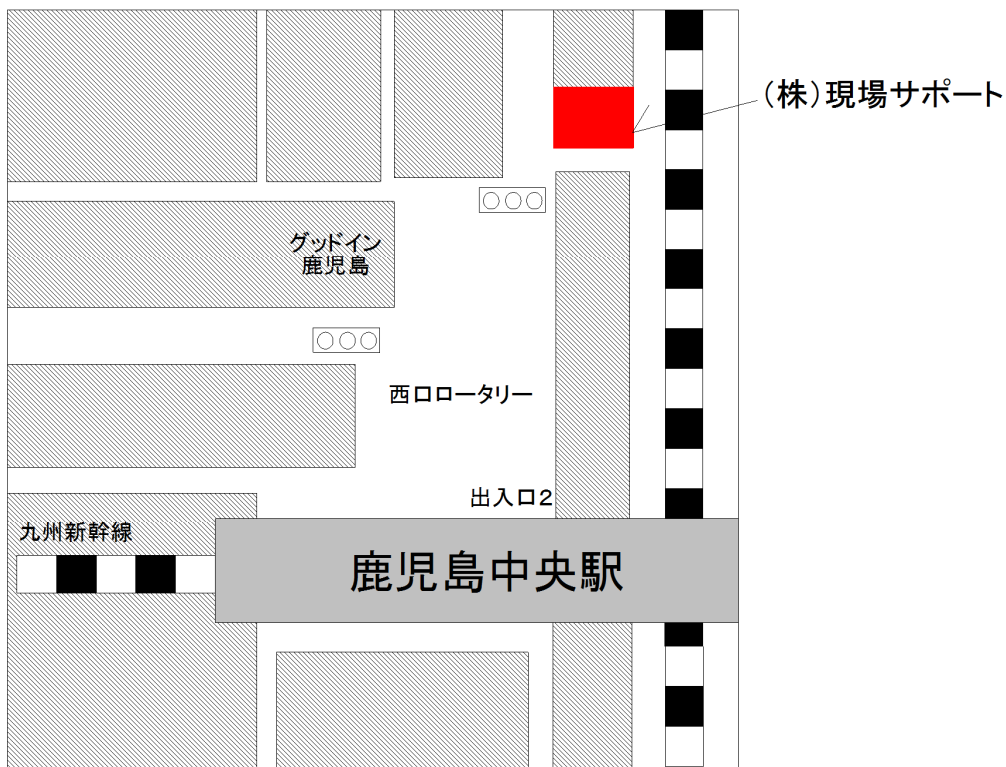 （株）現場サポート
グッドイン
鹿児島
西口ロータリー
出入口2
九州新幹線
鹿児島中央駅